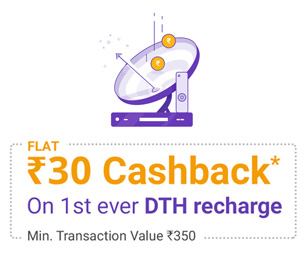 FLAT
₹30 Cashback*
On 1st ever DTH recharge
Min. Transaction Value ₹350